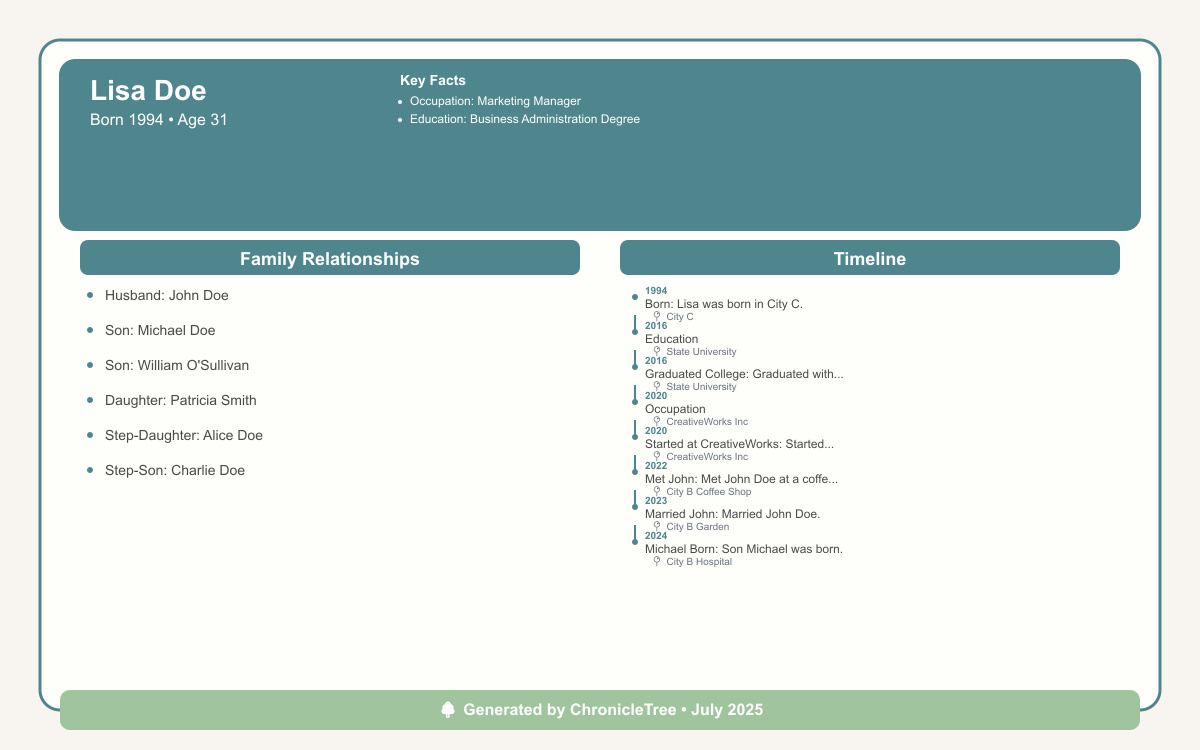 Lisa Doe
Born 1994 • Age 31
Key Facts
• Occupation: Marketing Manager
• Education: Business Administration Degree
Family Relationships
• Husband: John Doe
• Son: Michael Doe
• Son: William O'Sullivan
• Daughter: Patricia Smith
• Step-Daughter: Alice Doe
• Step-Son: Charlie Doe
Timeline
1994
Born: Lisa was born in City C.
City C
2016
Education
State University
2016
Graduated College: Graduated with...
State University
2020
Occupation
CreativeWorks Inc
2020
Started at CreativeWorks: Started...
CreativeWorks Inc
2022
Met John: Met John Doe at a coffe...
City B Coffee Shop
2023
Married John: Married John Doe.
City B Garden
2024
Michael Born: Son Michael was born.
City B Hospital
Generated by ChronicleTree • July 2025